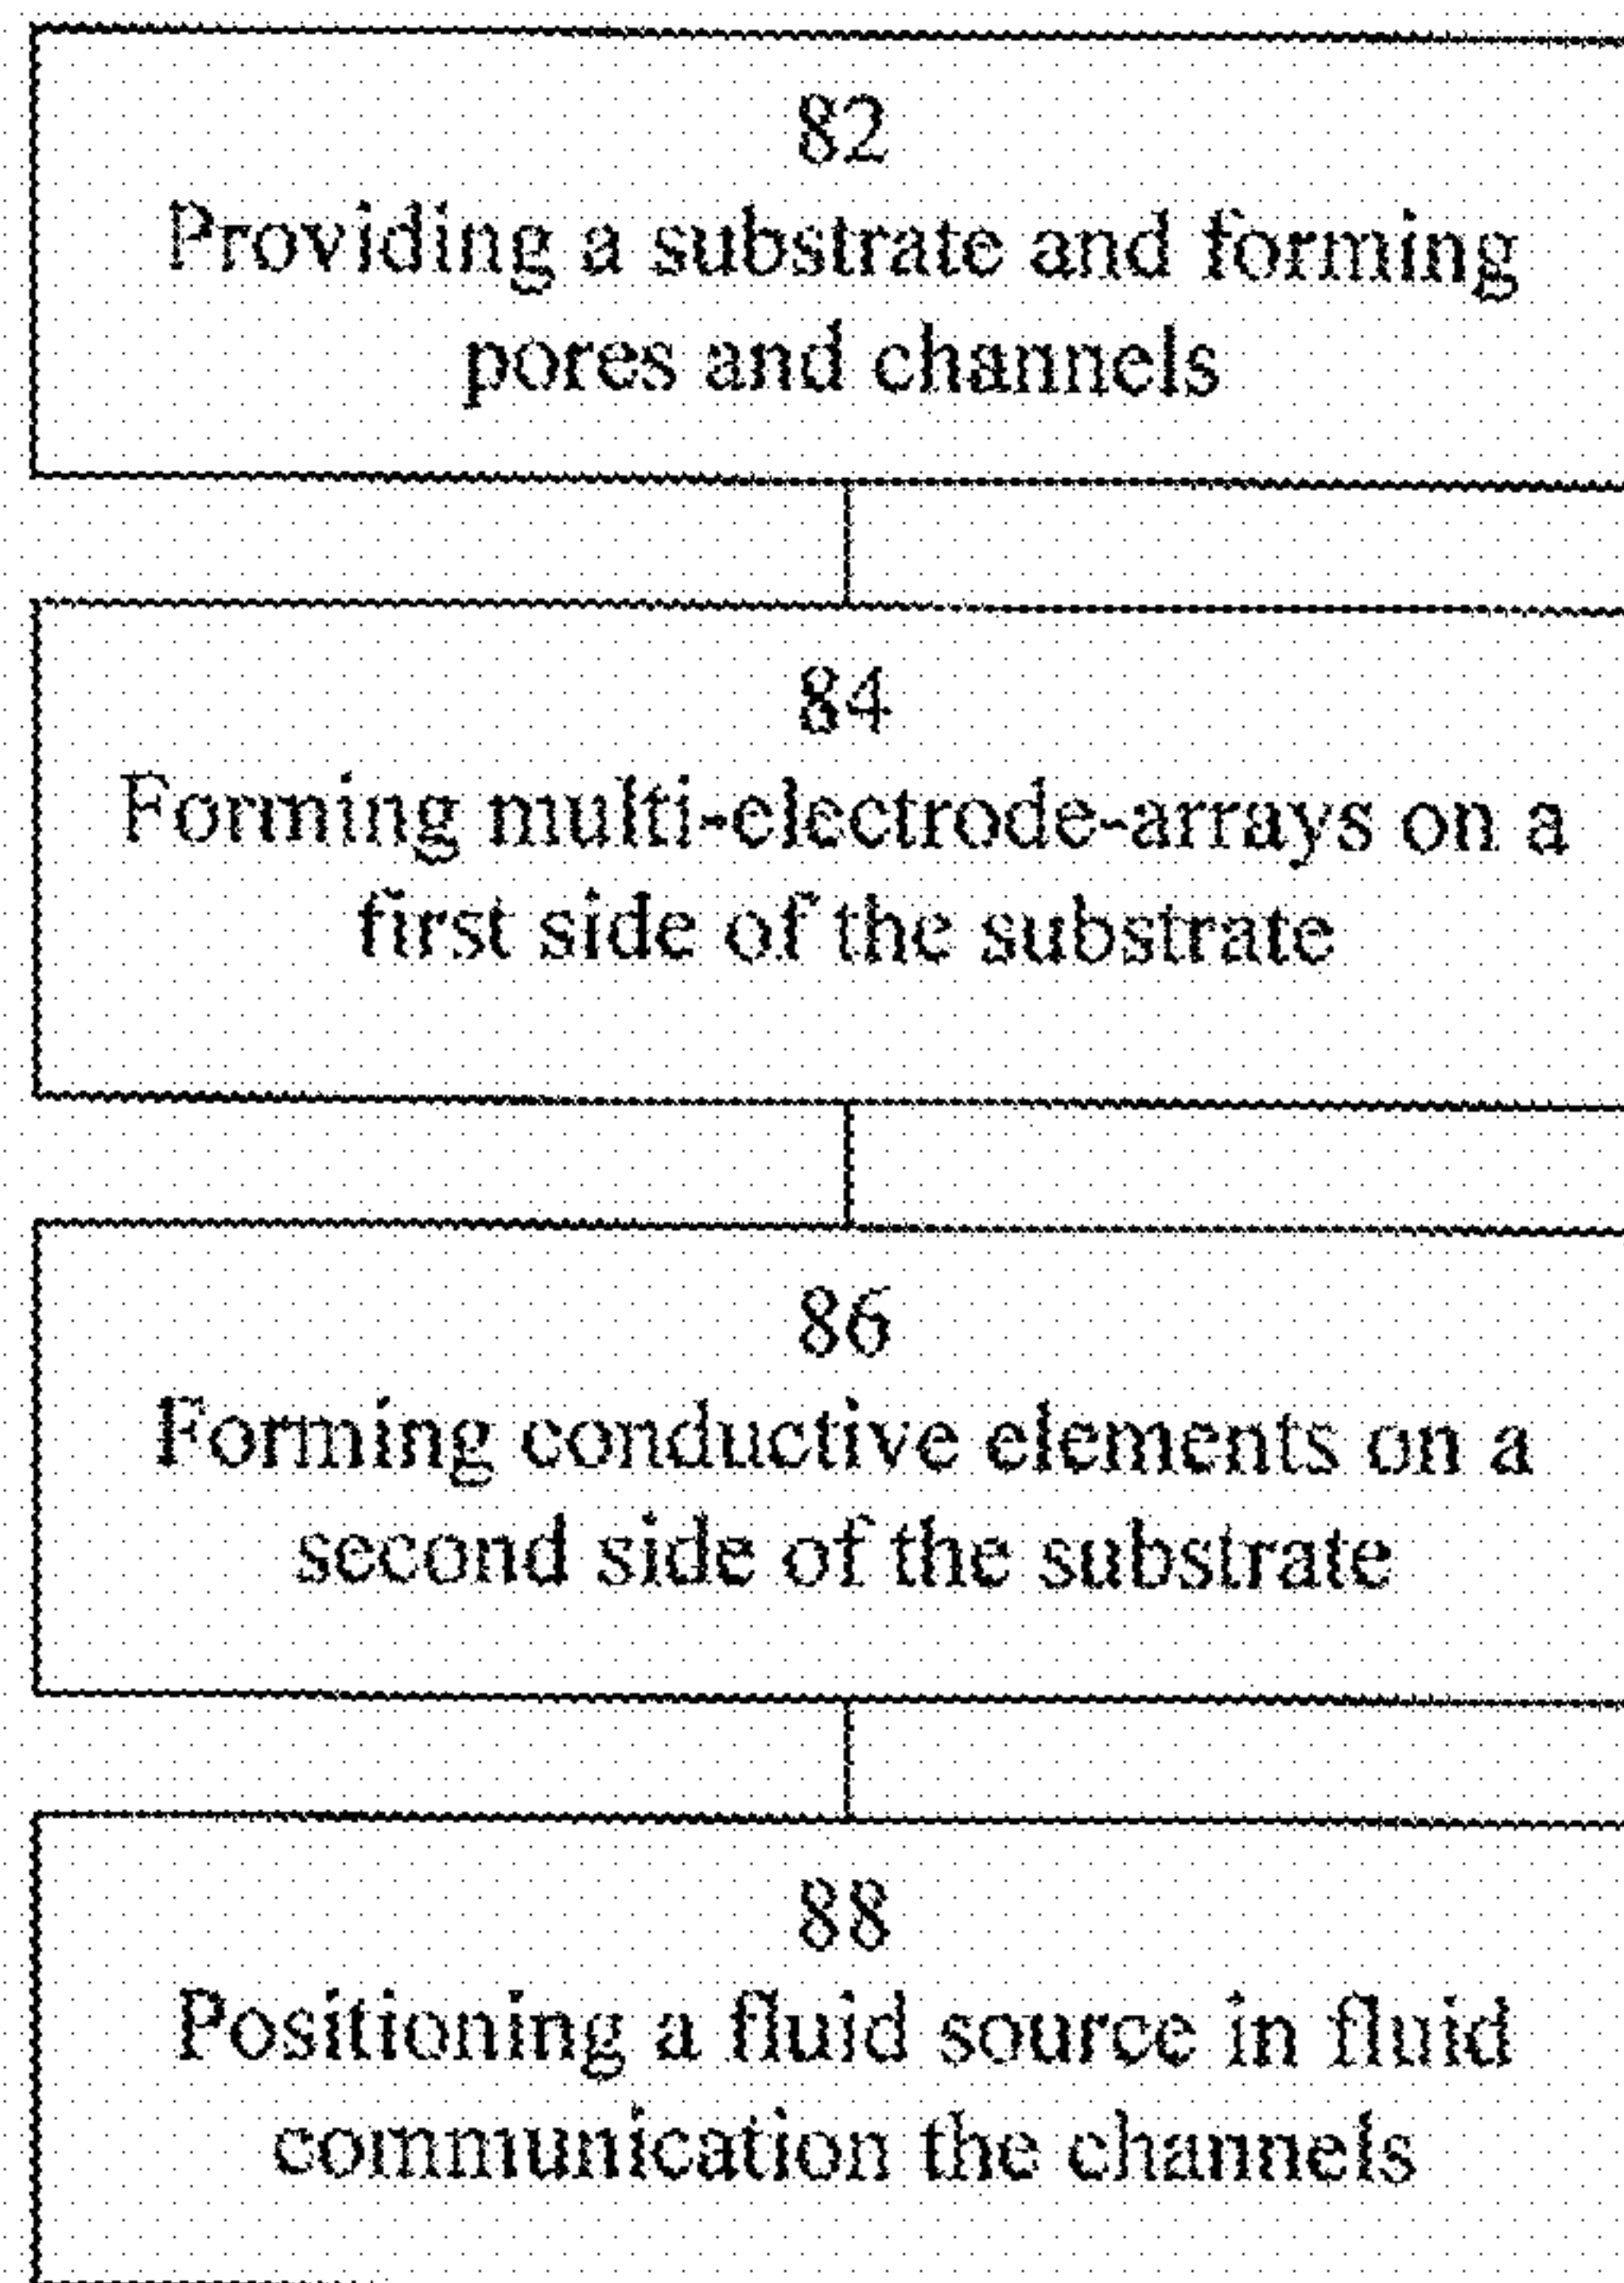 82
Providing a substrate and forming
pores and channels
84
Forming multi-electrode-arrays on a
first side of the substrate
86
Forming conductive elements on a
second side of the substrate
88
Positioning a fluid source in fluid
communication the channels